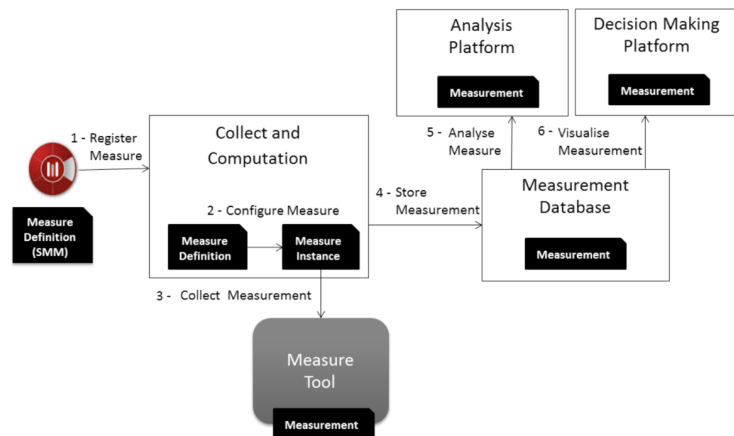 Analysis
Platform
Measurement
Decision Making
Platform
Measurement
1 - Register
Measure
Collect and
Computation
5 - Analyse
Measure
6 - Visualise
Measurement
Measure
Definition
(SMM)
2 - Configure Measure
Measure
Definition
Measure
Instance
4 - Store
Measurement
Measurement
Database
Measurement
3 - Collect Measurement
Measure
Tool
Measurement